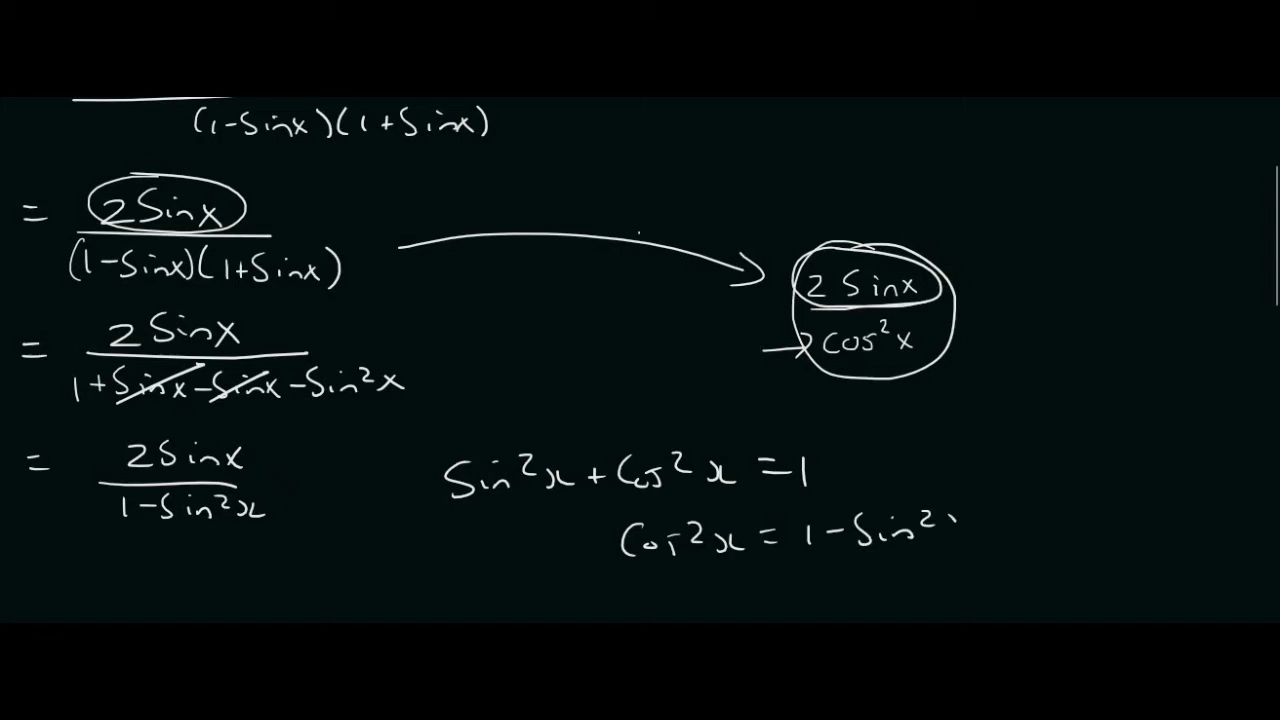 (1-Sinx)(1+Sinx)
= 2Sinx
(1-Sinx)(1+Sinx)
2 Sinx
cos²x
= 2Sinx
1+Sinx-Sinx-Sin²x
= 2Sinx
1-Sin²x
Sin²x+Cos²x=1
Cos²x=1-Sin²